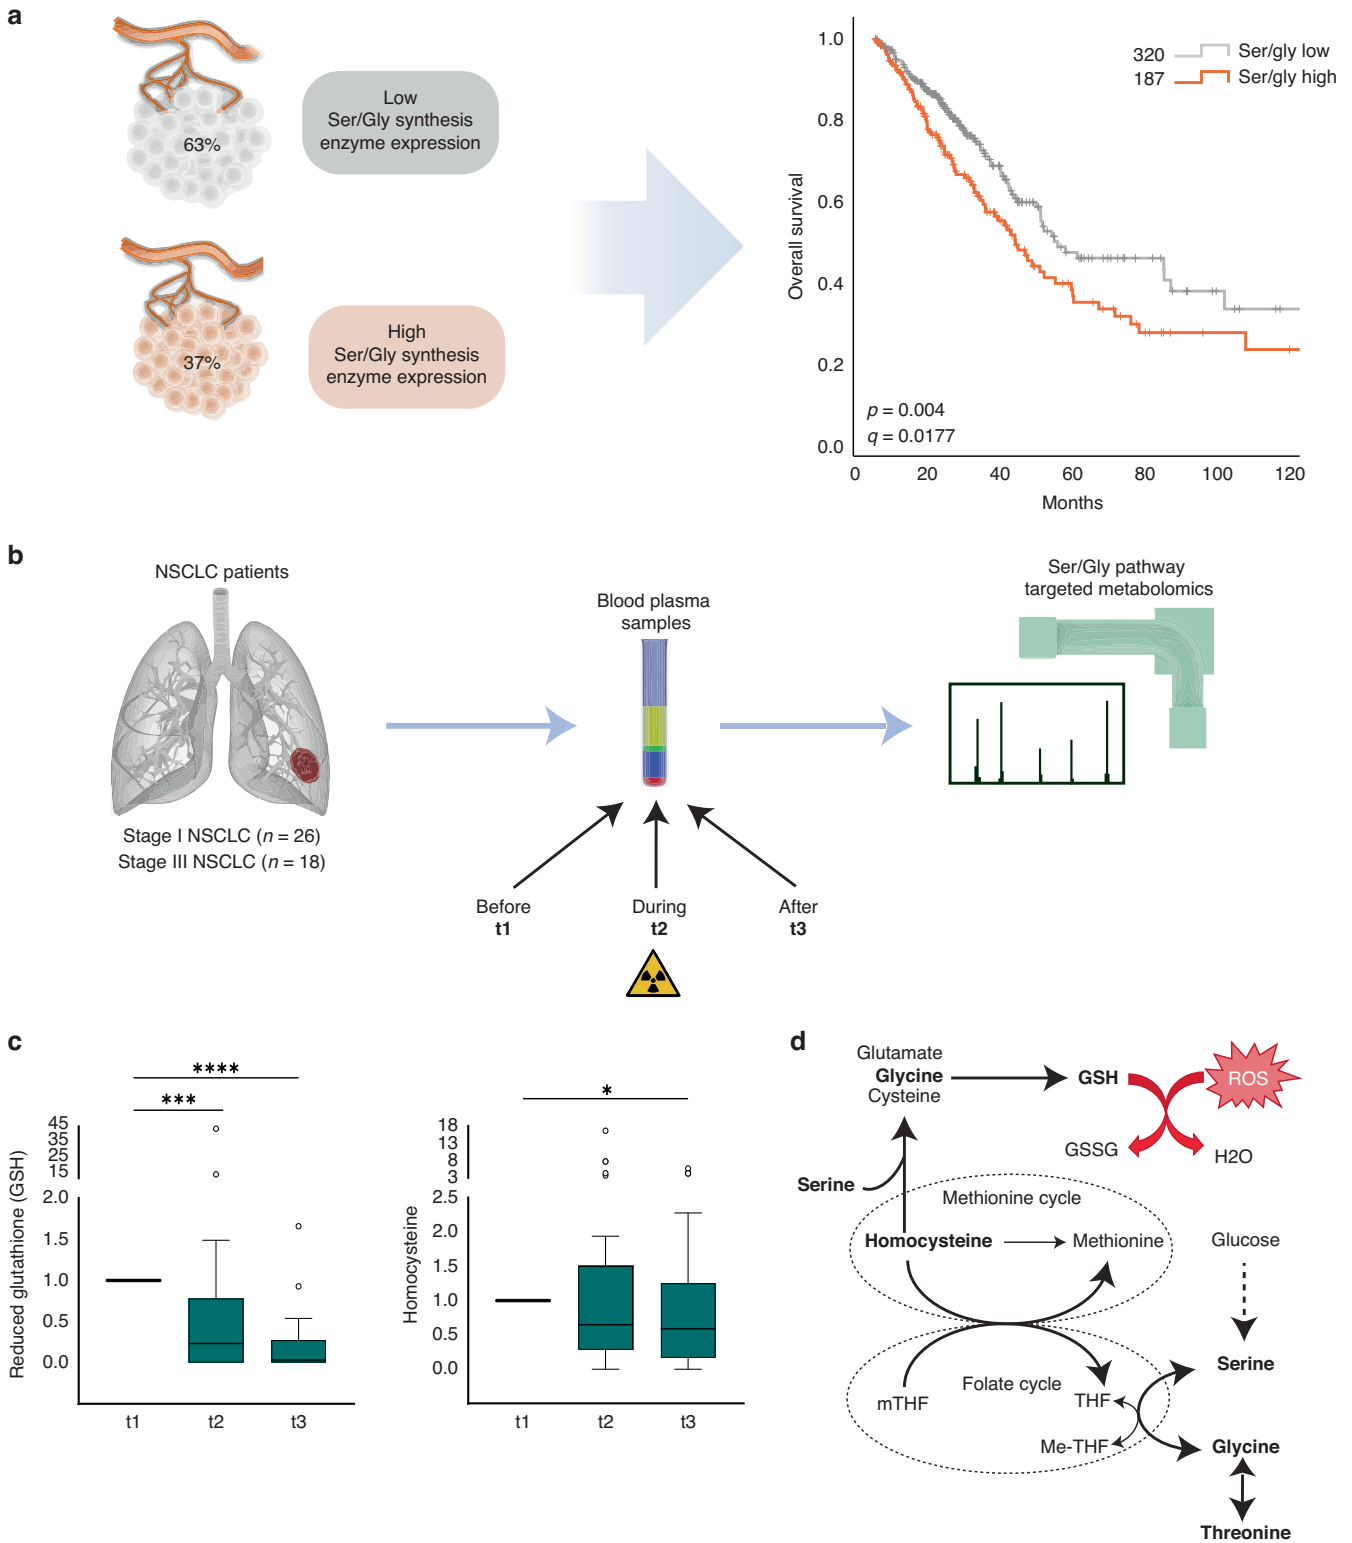 a
63%
Low
Ser/Gly synthesis
enzyme expression
37%
High
Ser/Gly synthesis
enzyme expression
Overall survival
1.0
0.8
0.6
0.4
0.2
0.0
320 Ser/gly low
187 Ser/gly high
p = 0.004
q = 0.0177
0 20 40 60 80 100 120
Months
b
NSCLC patients
Stage I NSCLC (n = 26)
Stage III NSCLC (n = 18)
Blood plasma
samples
Before
t1
During
t2
After
t3
Ser/Gly pathway
targeted metabolomics
c
Reduced glutathione (GSH)
****
***
45
35
25
15
2.0
1.5
1.0
0.5
0.0
t1 t2 t3
Homocysteine
*
18
13
8
3
2.5
2.0
1.5
1.0
0.5
0.0
t1 t2 t3
d
Glutamate
Glycine
Cysteine
GSH
ROS
GSSG
H2O
Serine
Methionine cycle
Homocysteine
Methionine
Glucose
Folate cycle
mTHF
THF
Me-THF
Serine
Glycine
Threonine